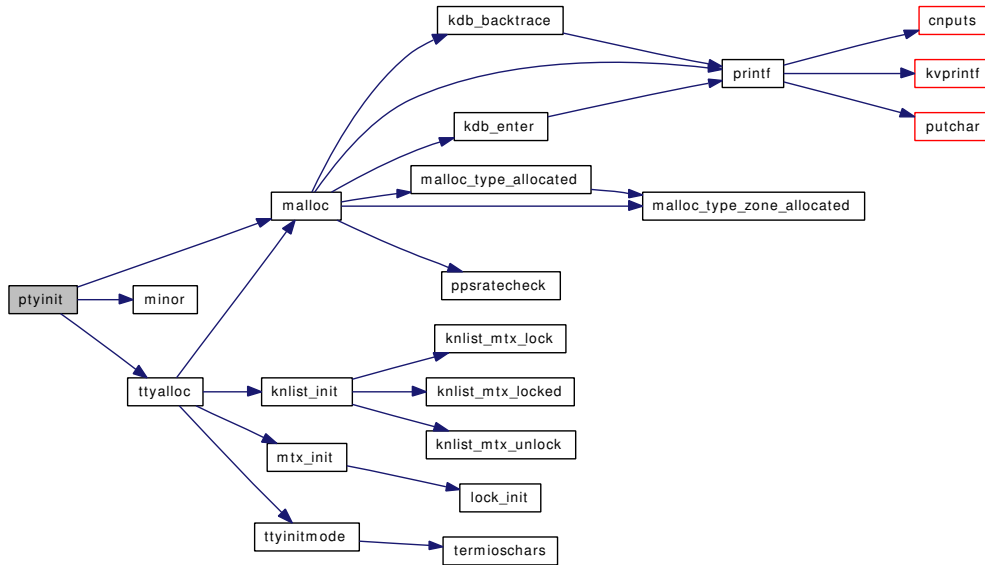 kdb_backtrace
cnputs
printf
kvprintf
kdb_enter
putchar
malloc_type_allocated
malloc
malloc_type_zone_allocated
ppsratecheck
ptyinit
minor
knlist_mtx_lock
ttyalloc
knlist_init
knlist_mtx_locked
knlist_mtx_unlock
mtx_init
lock_init
ttyinitmode
termioschars